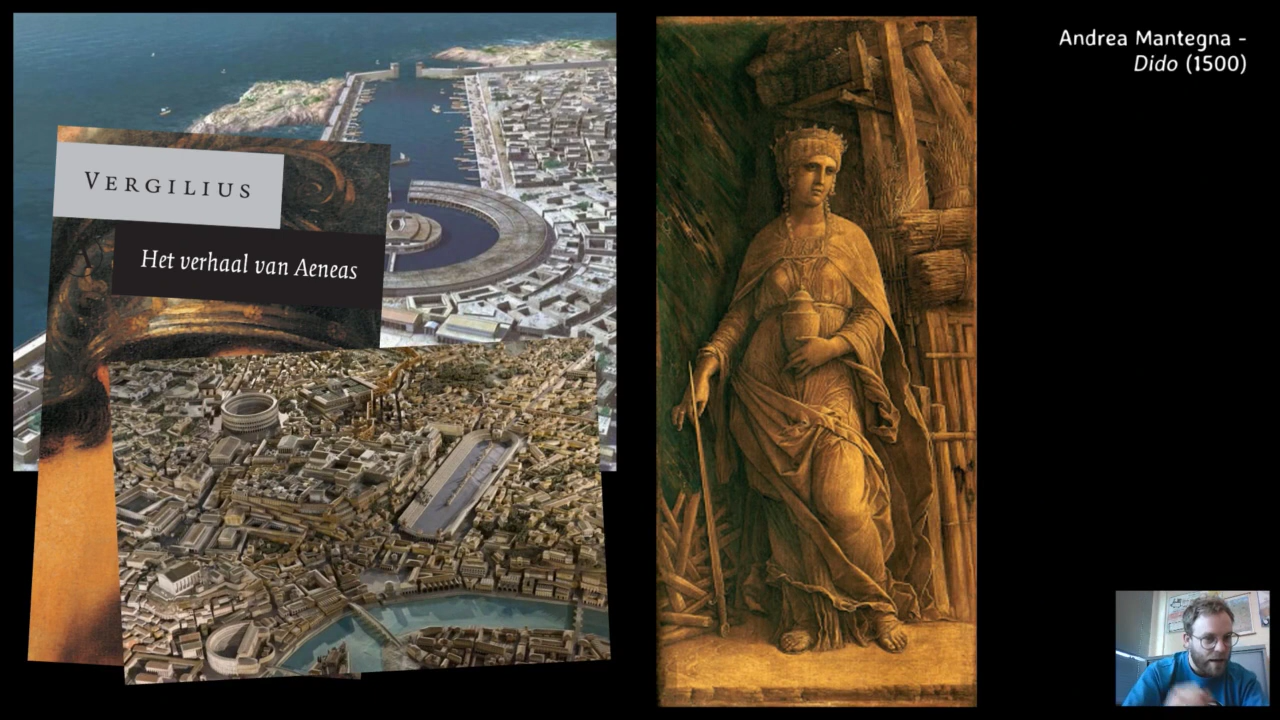 VERGILIUS
Het verhaal van Aeneas
Andrea Mantegna -
Dido (1500)